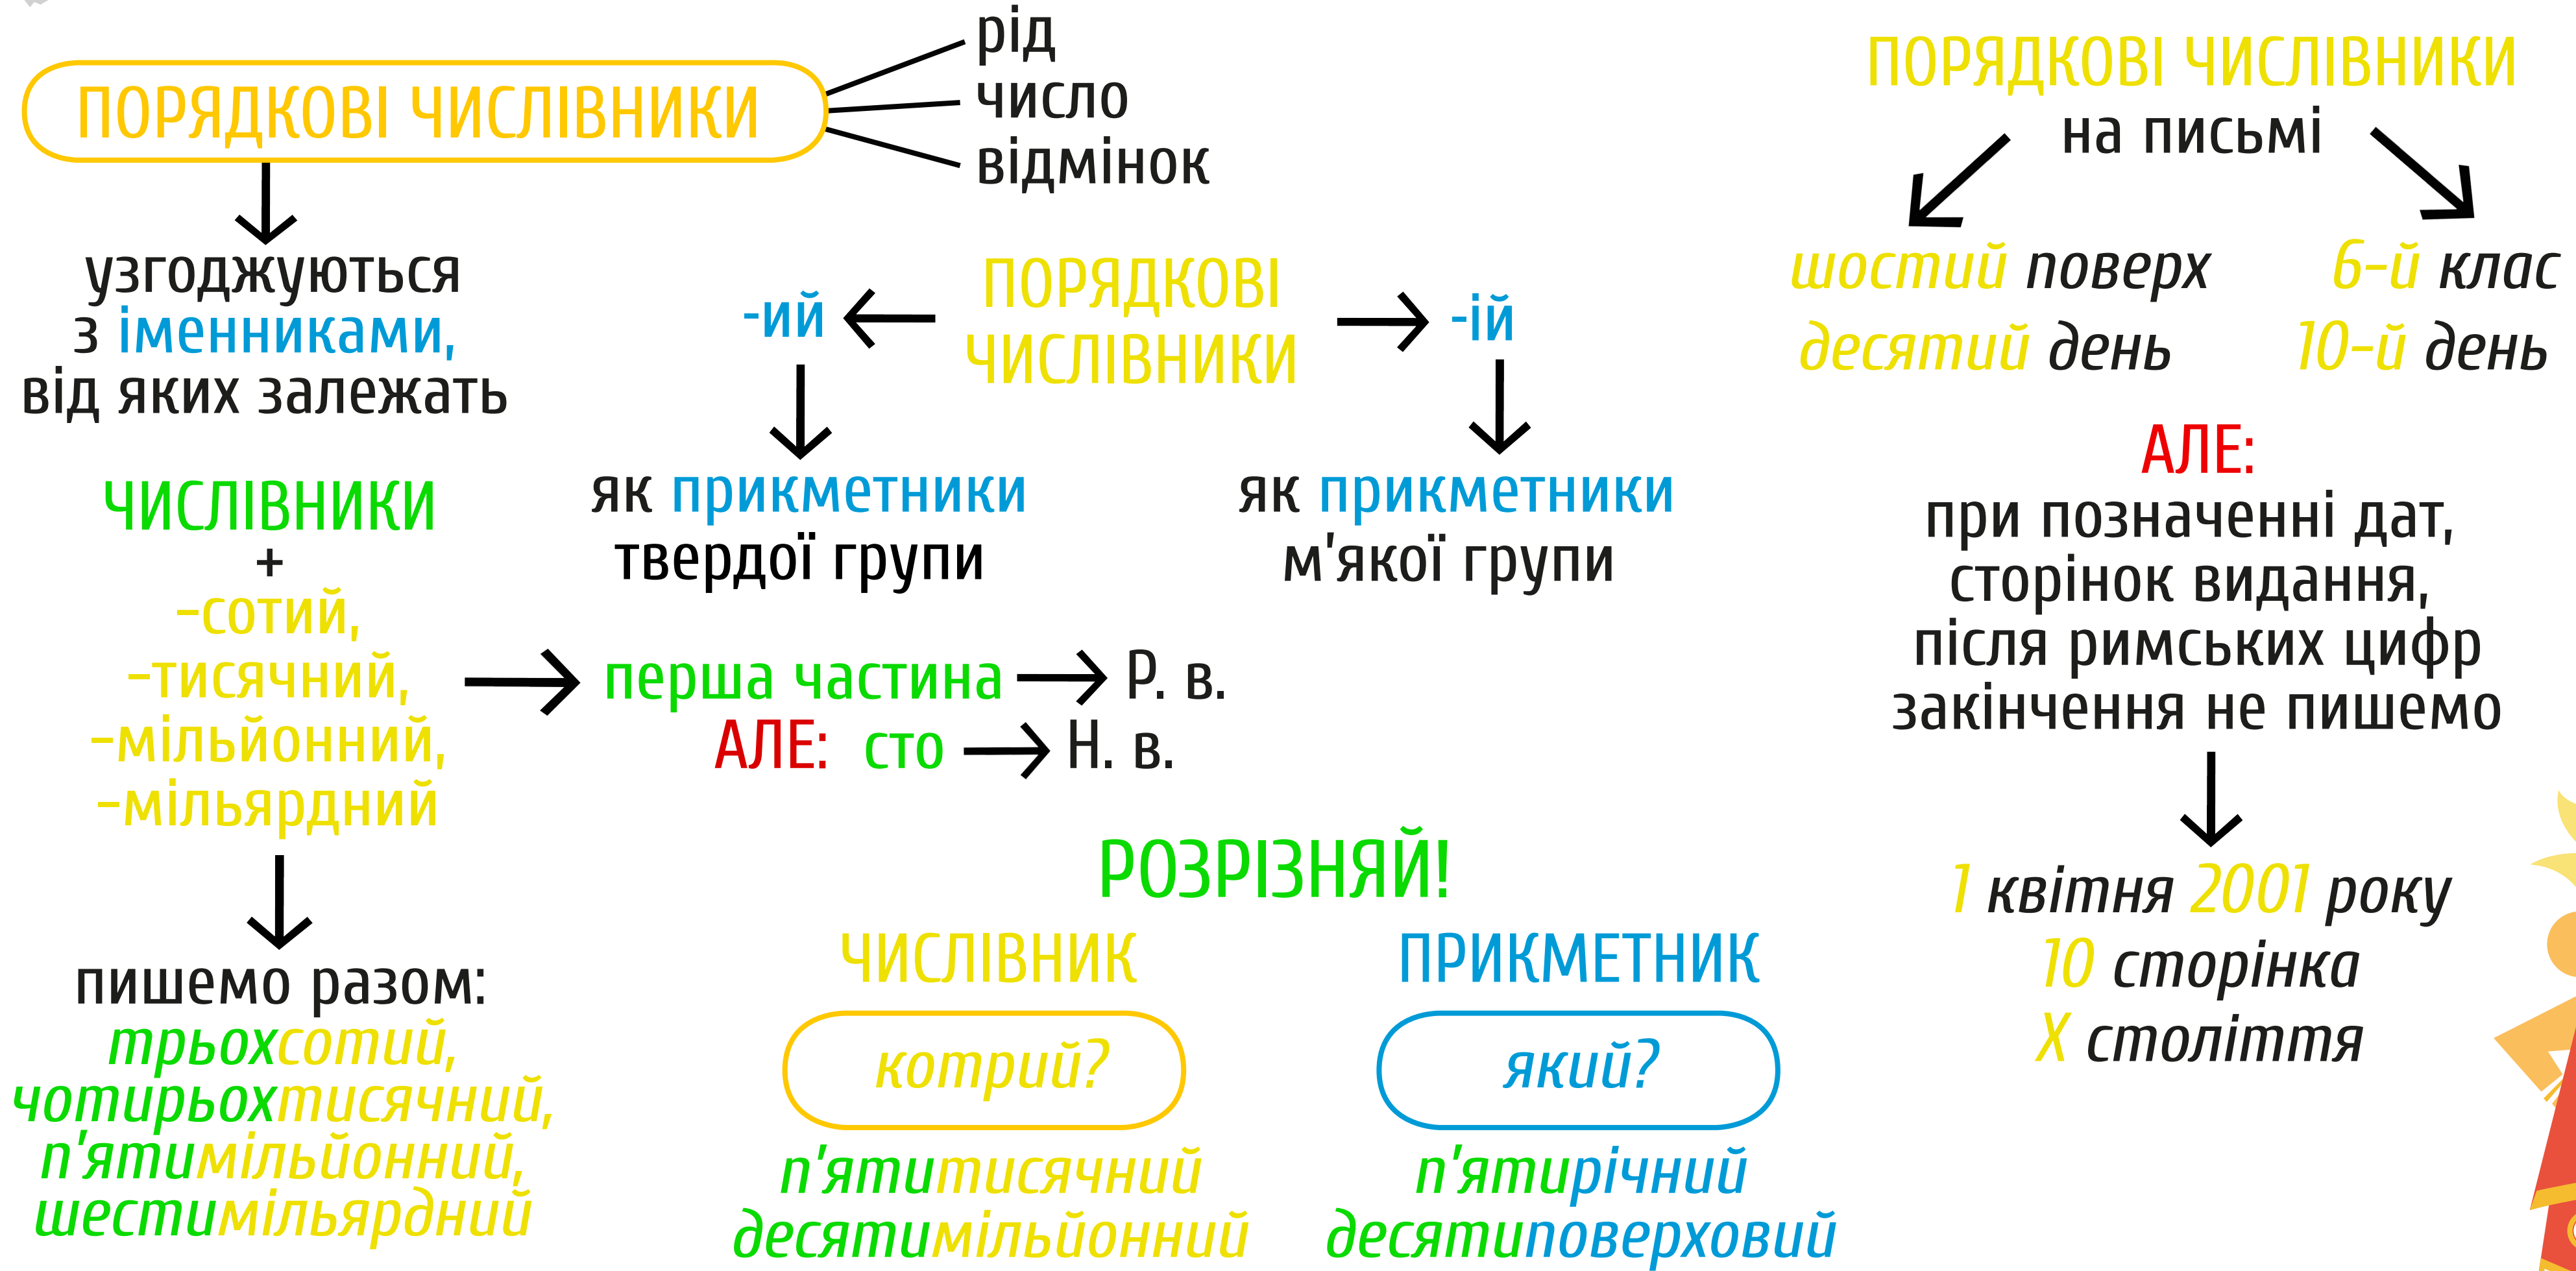 ПОРЯДКОВІ ЧИСЛІВНИКИ
рід
число
відмінок
узгоджуються
з іменниками,
від яких залежать
ЧИСЛІВНИКИ
+
-сотий,
-тисячний,
-мільйонний,
-мільярдний
перша частина
Р. в.
АЛЕ: сто
Н. в.
пишемо разом:
трьохсотий,
чотирьохтисячний,
п'ятимільйонний,
шестимільярдний
ПОРЯДКОВІ
ЧИСЛІВНИКИ
-ий
-ій
як прикметники
твердої групи
як прикметники
м'якої групи
РОЗРІЗНЯЙ!
ЧИСЛІВНИК
котрий?
п'ятитисячний
десятимільйонний
ПРИКМЕТНИК
який?
п'ятирічний
десятиповерховий
ПОРЯДКОВІ ЧИСЛІВНИКИ
на письмі
шостий поверх
десятий день
6-й клас
10-й день
АЛЕ:
при позначенні дат,
сторінок видання,
після римських цифр
закінчення не пишемо
1 квітня 2001 року
10 сторінка
X століття